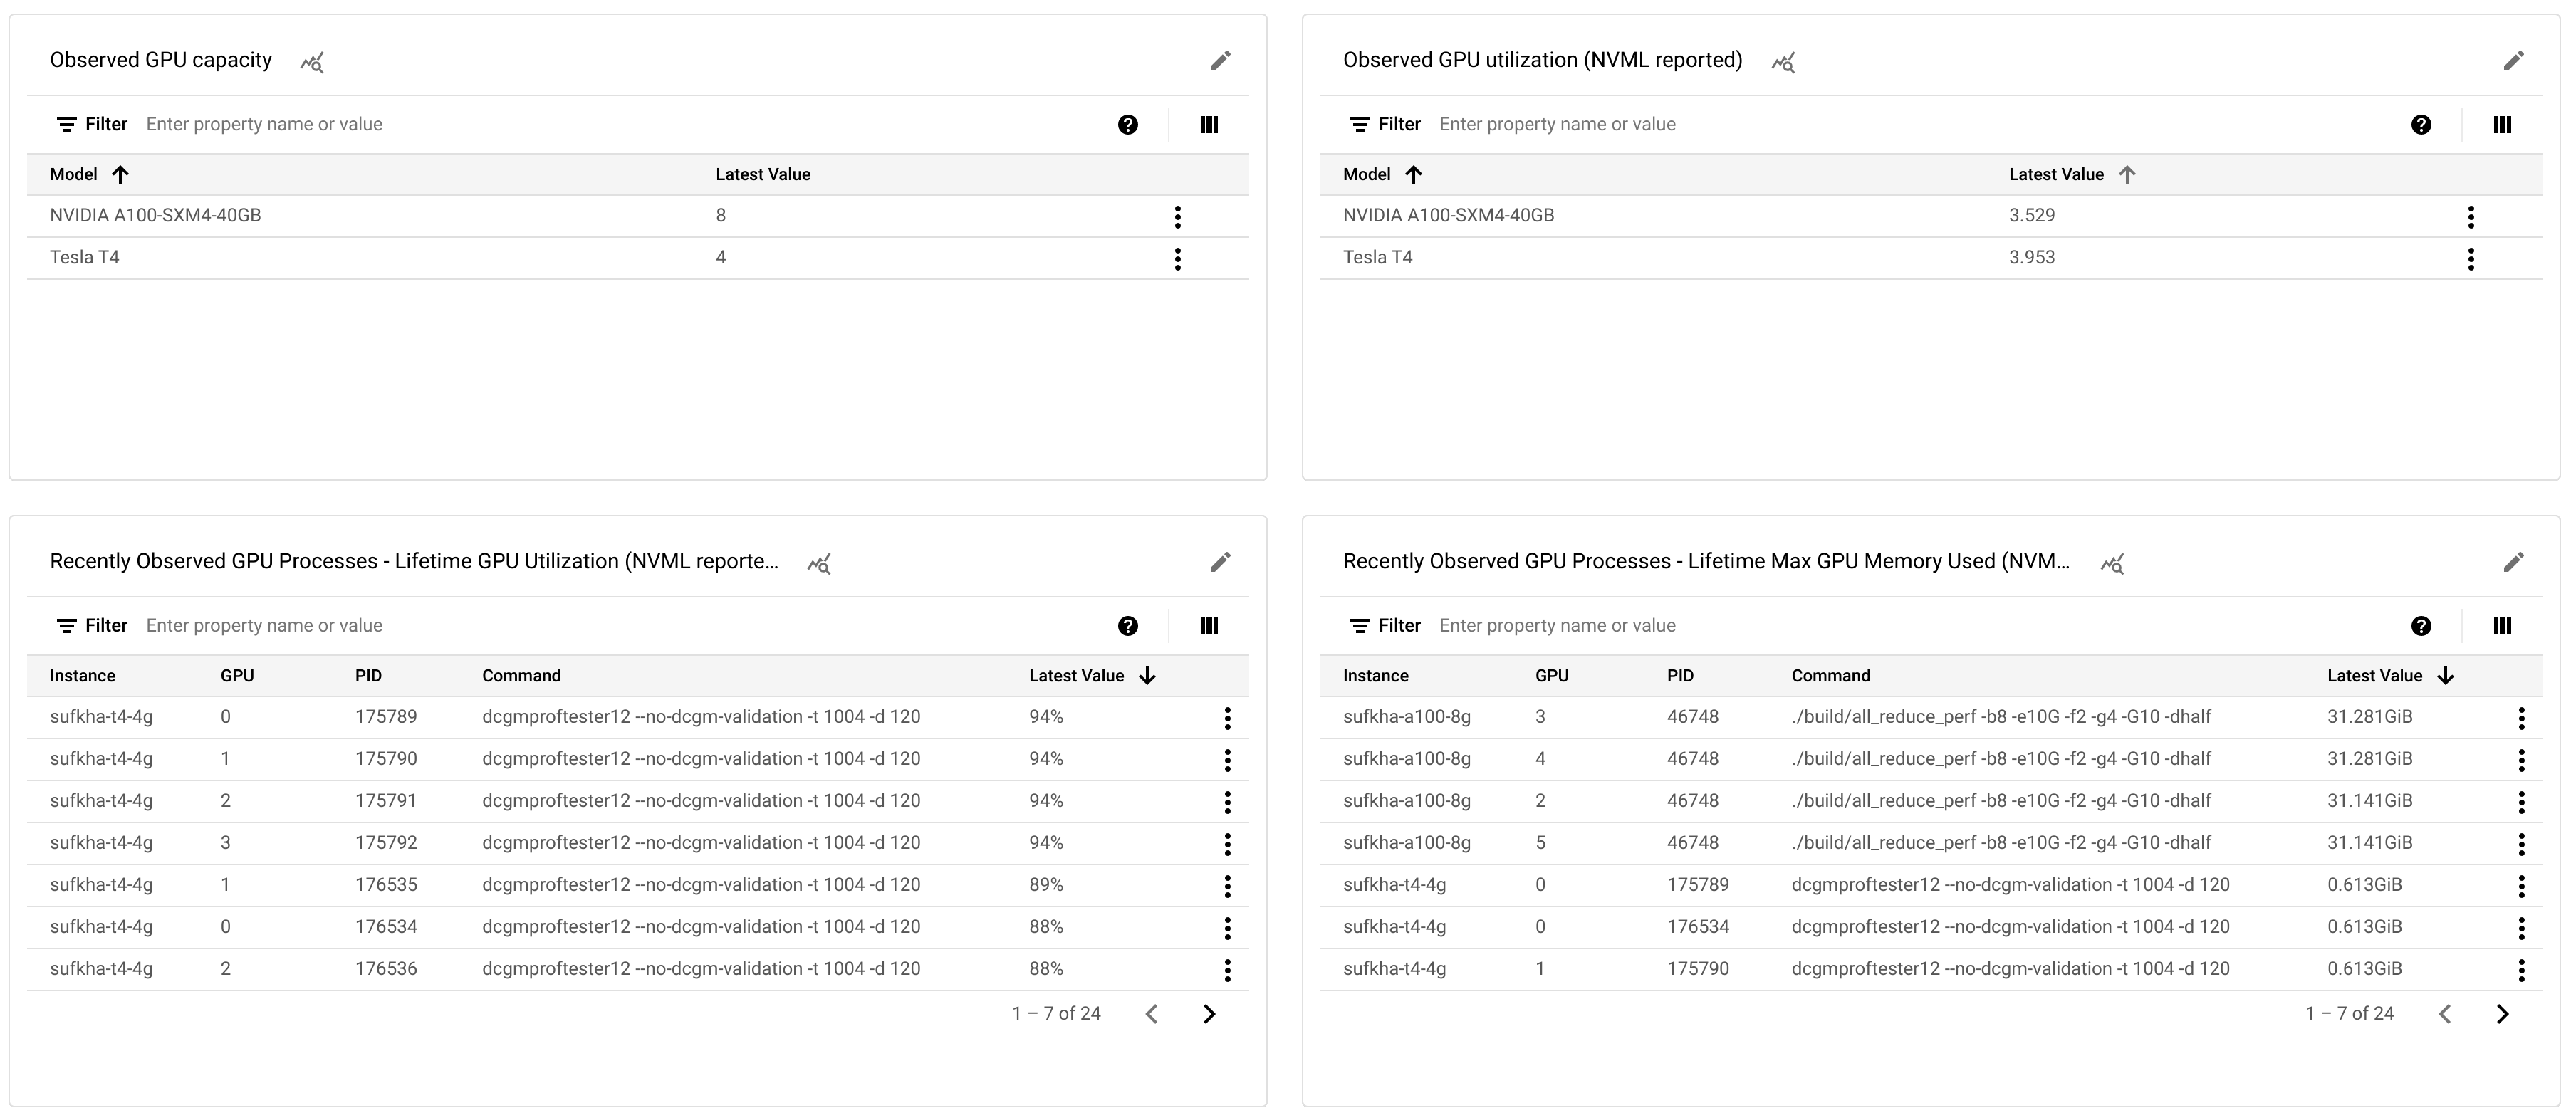 Observed GPU capacity
Filter Enter property name or value
Model Latest Value
NVIDIA A100-SXM4-40GB 8
Tesla T4 4
Observed GPU utilization (NVML reported)
Filter Enter property name or value
Model Latest Value
NVIDIA A100-SXM4-40GB 3.529
Tesla T4 3.953
Recently Observed GPU Processes - Lifetime GPU Utilization (NVML reporte...
Filter Enter property name or value
Instance GPU PID Command Latest Value
sufkha-t4-4g 0 175789 dcgmproftester12 --no-dcgm-validation -t 1004 -d 120 94%
sufkha-t4-4g 1 175790 dcgmproftester12 --no-dcgm-validation -t 1004 -d 120 94%
sufkha-t4-4g 2 175791 dcgmproftester12 --no-dcgm-validation -t 1004 -d 120 94%
sufkha-t4-4g 3 175792 dcgmproftester12 --no-dcgm-validation -t 1004 -d 120 94%
sufkha-t4-4g 1 176535 dcgmproftester12 --no-dcgm-validation -t 1004 -d 120 89%
sufkha-t4-4g 0 176534 dcgmproftester12 --no-dcgm-validation -t 1004 -d 120 88%
sufkha-t4-4g 2 176536 dcgmproftester12 --no-dcgm-validation -t 1004 -d 120 88%
1 – 7 of 24
Recently Observed GPU Processes - Lifetime Max GPU Memory Used (NVM...
Filter Enter property name or value
Instance GPU PID Command Latest Value
sufkha-a100-8g 3 46748 ./build/all_reduce_perf -b8 -e10G -f2 -g4 -G10 -dhalf 31.281GiB
sufkha-a100-8g 4 46748 ./build/all_reduce_perf -b8 -e10G -f2 -g4 -G10 -dhalf 31.281GiB
sufkha-a100-8g 2 46748 ./build/all_reduce_perf -b8 -e10G -f2 -g4 -G10 -dhalf 31.141GiB
sufkha-a100-8g 5 46748 ./build/all_reduce_perf -b8 -e10G -f2 -g4 -G10 -dhalf 31.141GiB
sufkha-t4-4g 0 175789 dcgmproftester12 --no-dcgm-validation -t 1004 -d 120 0.613GiB
sufkha-t4-4g 0 176534 dcgmproftester12 --no-dcgm-validation -t 1004 -d 120 0.613GiB
sufkha-t4-4g 1 175790 dcgmproftester12 --no-dcgm-validation -t 1004 -d 120 0.613GiB
1 – 7 of 24